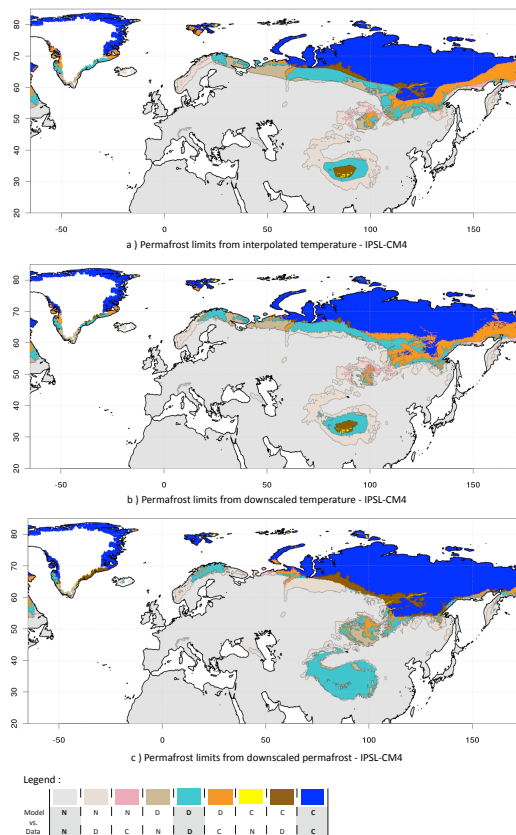 80
70
60
50
40
30
20
-50 0 50 100 150
a ) Permafrost limits from interpolated temperature - IPSL-CM4
80
70
60
50
40
30
20
-50 0 50 100 150
b ) Permafrost limits from downscaled temperature - IPSL-CM4
80
70
60
50
40
30
20
-50 0 50 100 150
c ) Permafrost limits from downscaled permafrost - IPSL-CM4
Legend :
Model N N N D D D C C C
vs.
Data N D C N D C N D C